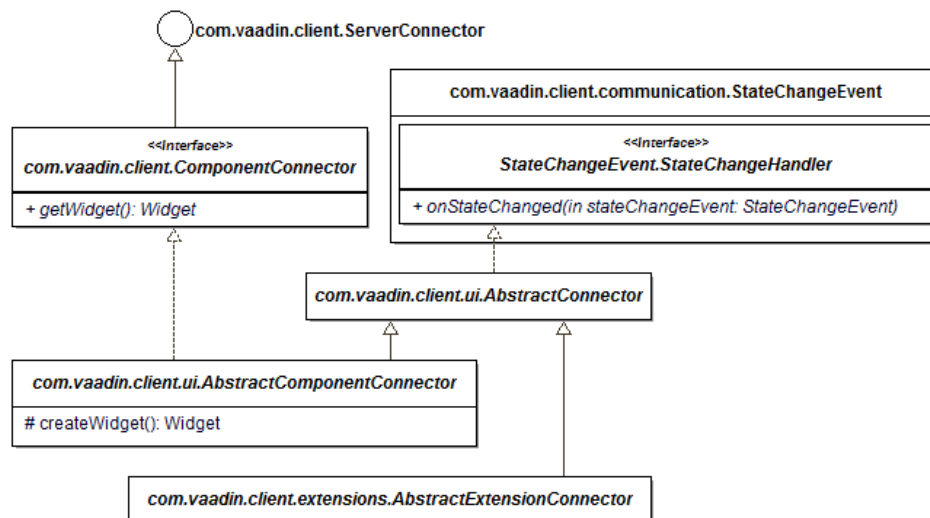 com.vaadin.client.ServerConnector
com.vaadin.client.communication.StateChangeEvent
<<Interface>>
com.vaadin.client.ComponentConnector
+ getWidget(): Widget
<<Interface>>
StateChangeEvent.StateChangeHandler
+ onStateChanged(in stateChangeEvent: StateChangeEvent)
com.vaadin.client.ui.AbstractConnector
com.vaadin.client.ui.AbstractComponentConnector
# createWidget(): Widget
com.vaadin.client.extensions.AbstractExtensionConnector